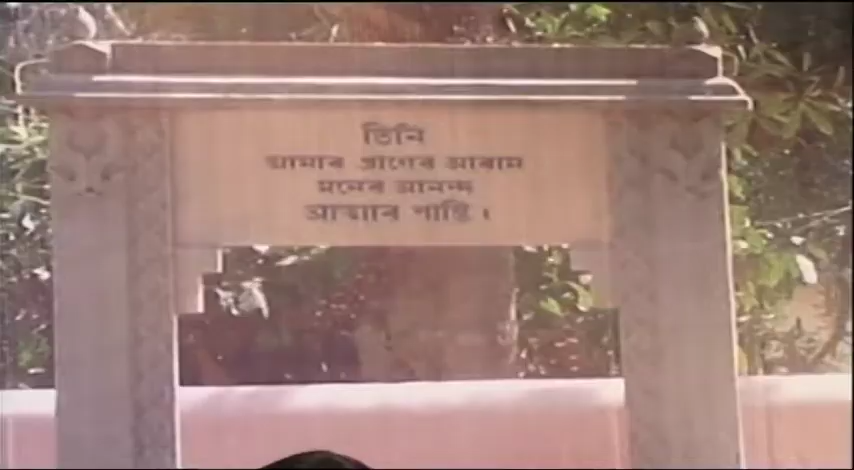 তিনি
আমার প্রাণের আরাম
মনের আনন্দ
আত্মার শান্তি ।